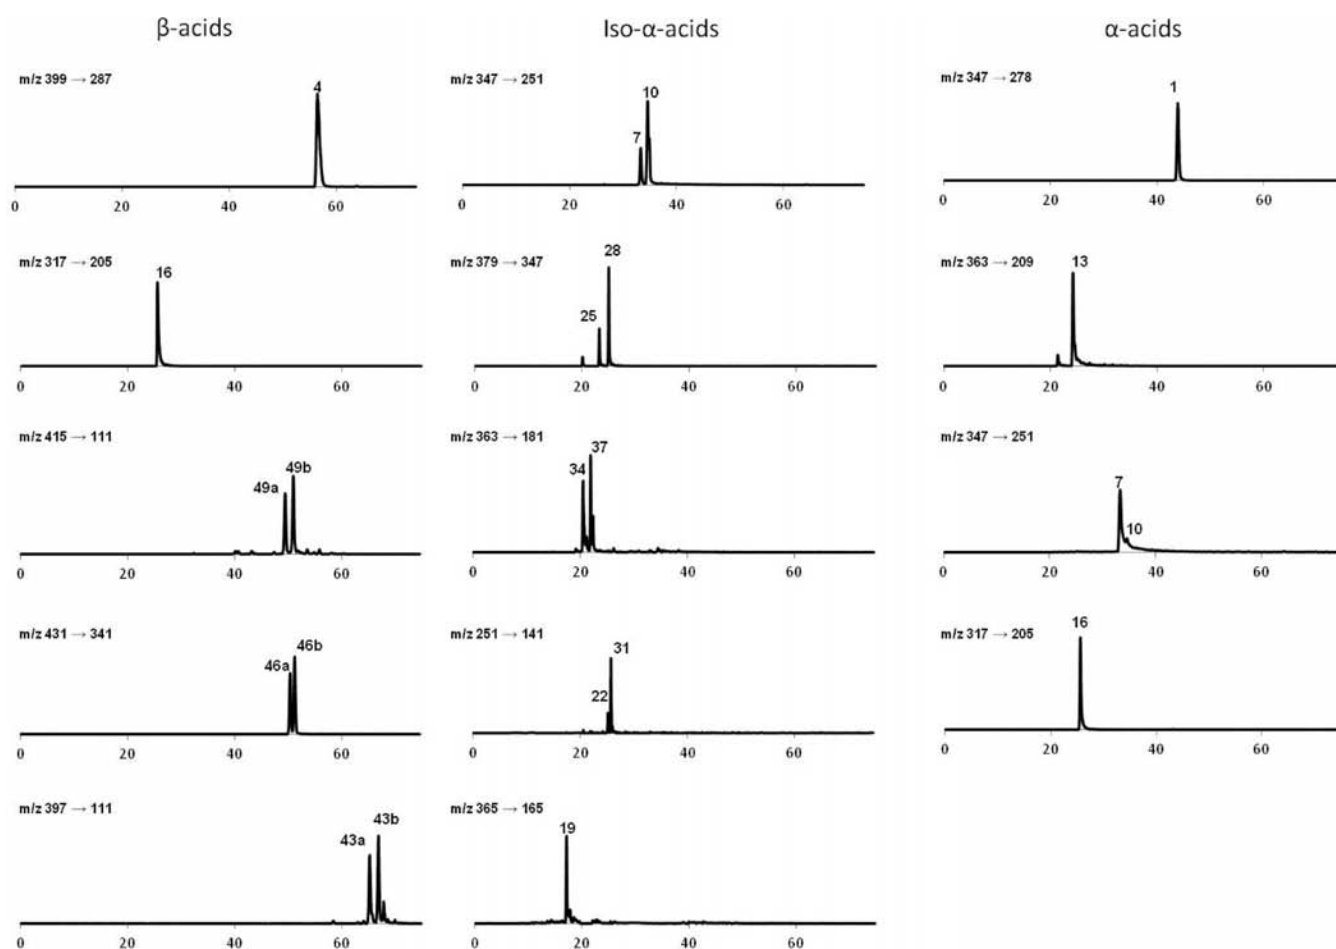 β-acids
Iso-α-acids
α-acids
m/z 399 → 287
4
0 20 40 60
m/z 347 → 251
7
10
0 20 40 60
m/z 347 → 278
1
0 20 40 60
m/z 317 → 205
16
0 20 40 60
m/z 379 → 347
25
28
0 20 40 60
m/z 363 → 209
13
0 20 40 60
m/z 415 → 111
49a
49b
0 20 40 60
m/z 363 → 181
34
37
0 20 40 60
m/z 347 → 251
7
10
0 20 40 60
m/z 431 → 341
46a
46b
0 20 40 60
m/z 251 → 141
22
31
0 20 40 60
m/z 317 → 205
16
0 20 40 60
m/z 397 → 111
43a
43b
0 20 40 60
m/z 365 → 165
19
0 20 40 60